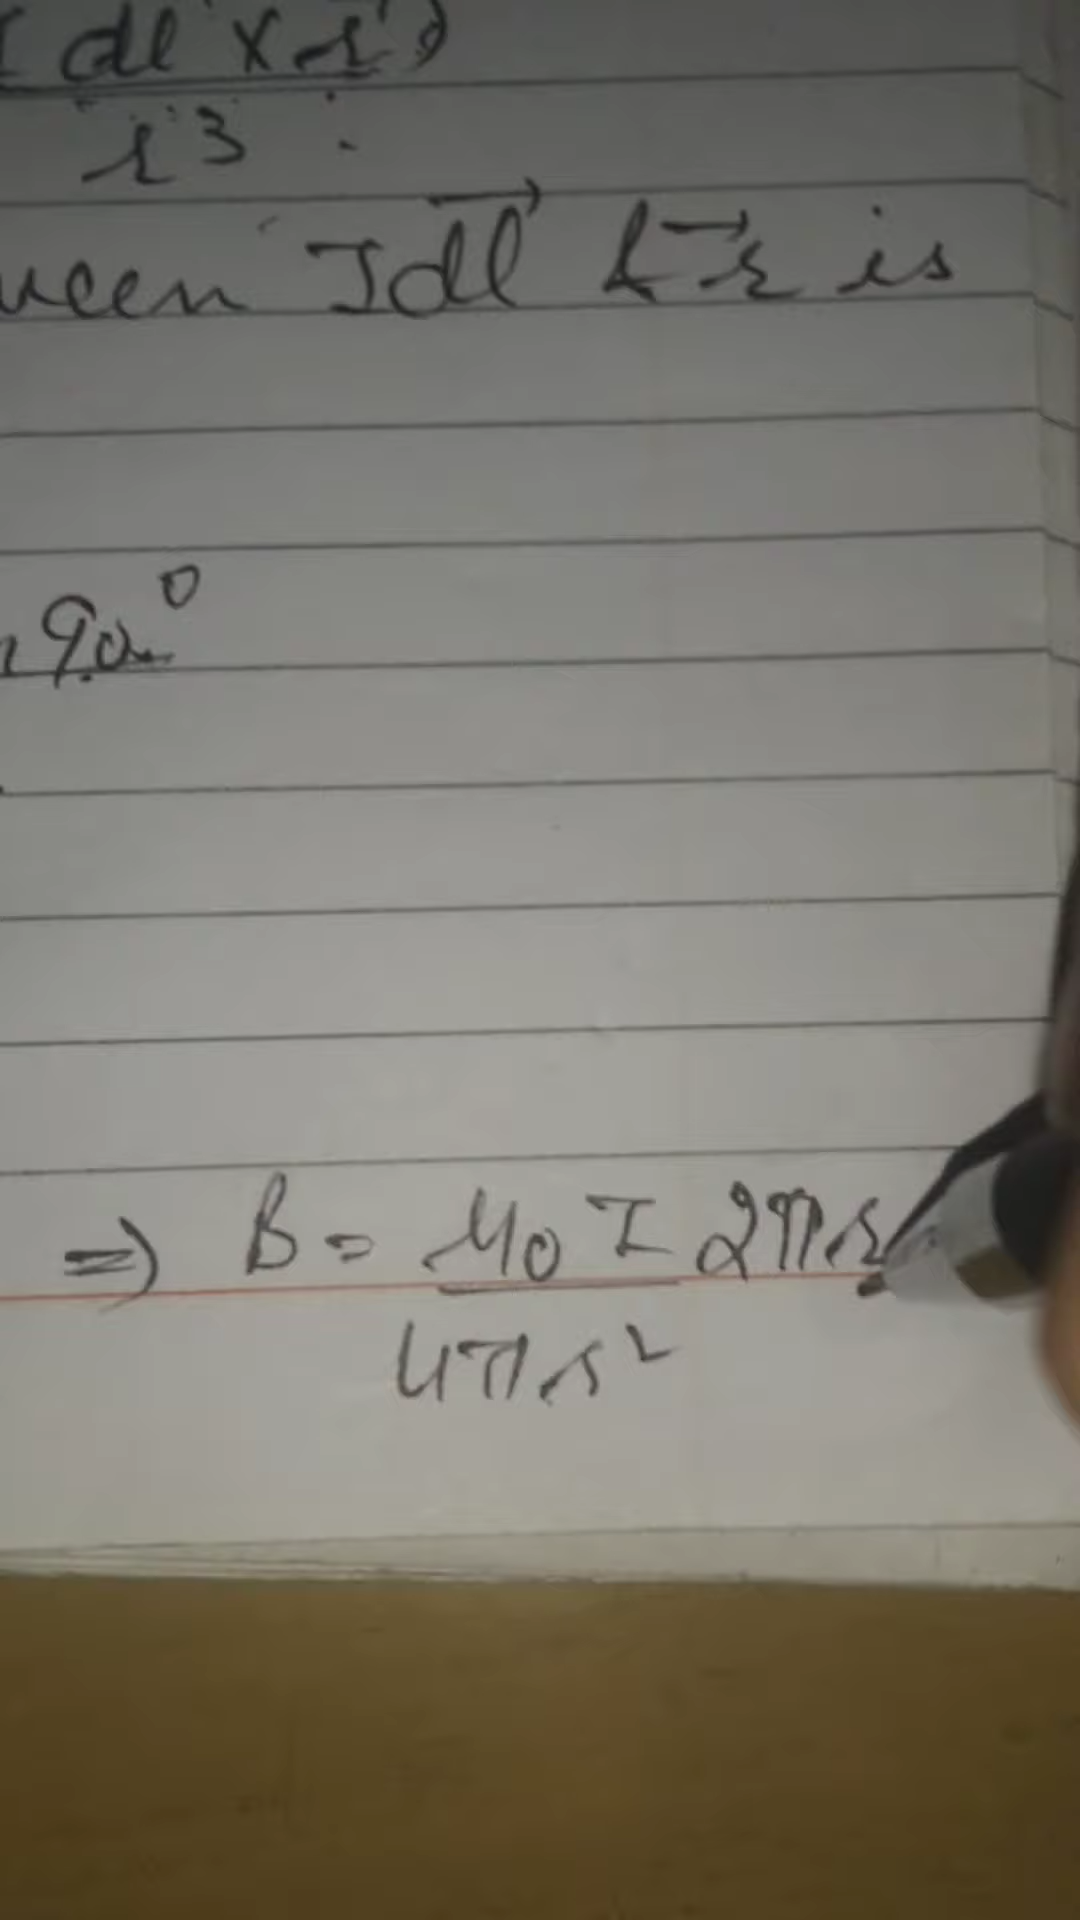 (dl × r)
r³
ween Idl⃗ & r⃗ is
90°
⇒ B = μ₀ I 2πr
4πr²